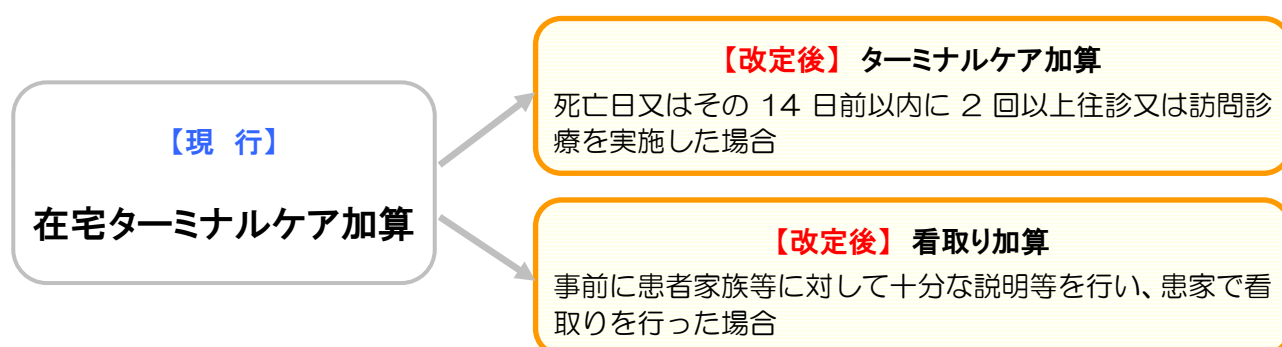 【現 行】
在宅ターミナルケア加算
【改定後】 ターミナルケア加算
死亡日又はその 14 日前以内に 2 回以上往診又は訪問診
療を実施した場合
【改定後】 看取り加算
事前に患者家族等に対して十分な説明等を行い、患家で看
取りを行った場合